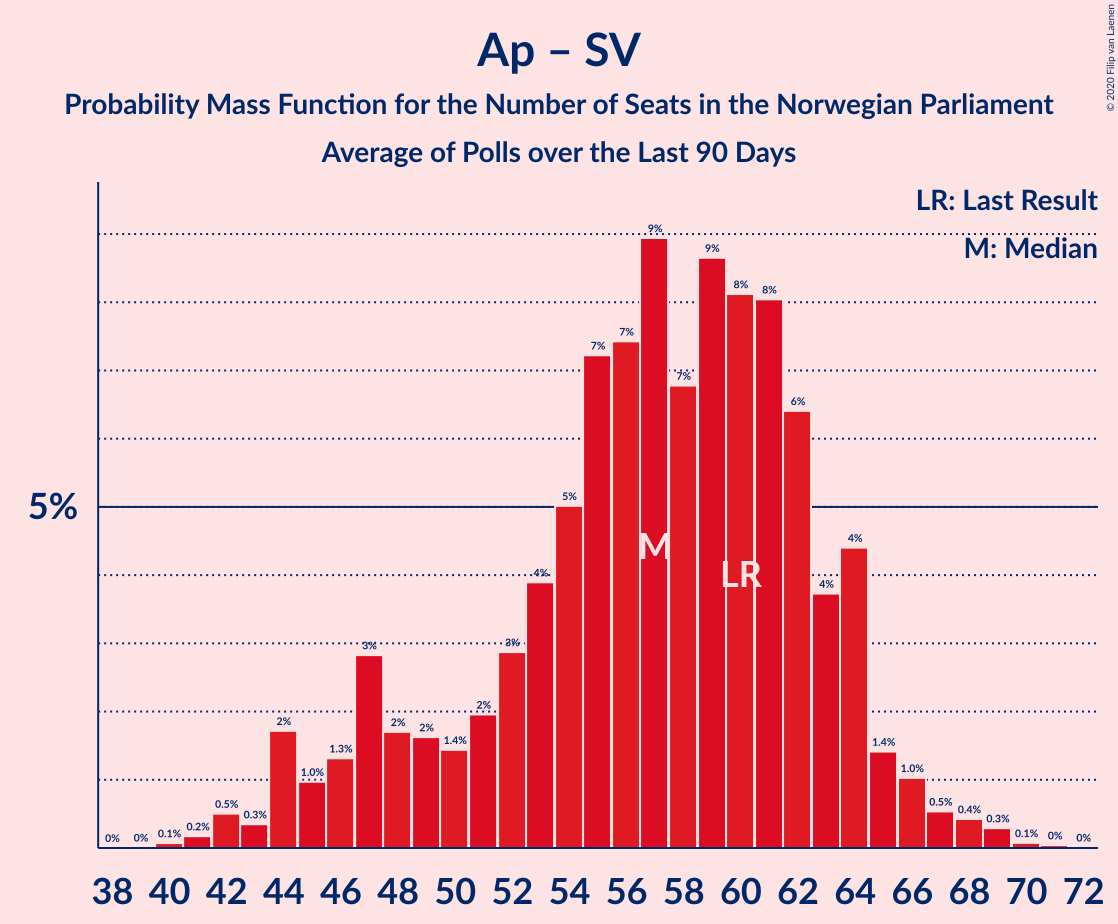 Ap – SV
Probability Mass Function for the Number of Seats in the Norwegian Parliament
Average of Polls over the Last 90 Days
© 2020 Filip van Laenen
LR: Last Result
M: Median
5%
0% 0% 0.1% 0.2% 0.5% 0.3% 2% 1.0% 1.3% 3% 2% 2% 1.4% 2% 3% 4% 5% 7% 7% 9% 7% 9% 8% 8% 6% 4% 4% 1.4% 1.0% 0.5% 0.4% 0.3% 0.1% 0% 0%
M
LR
38 40 42 44 46 48 50 52 54 56 58 60 62 64 66 68 70 72